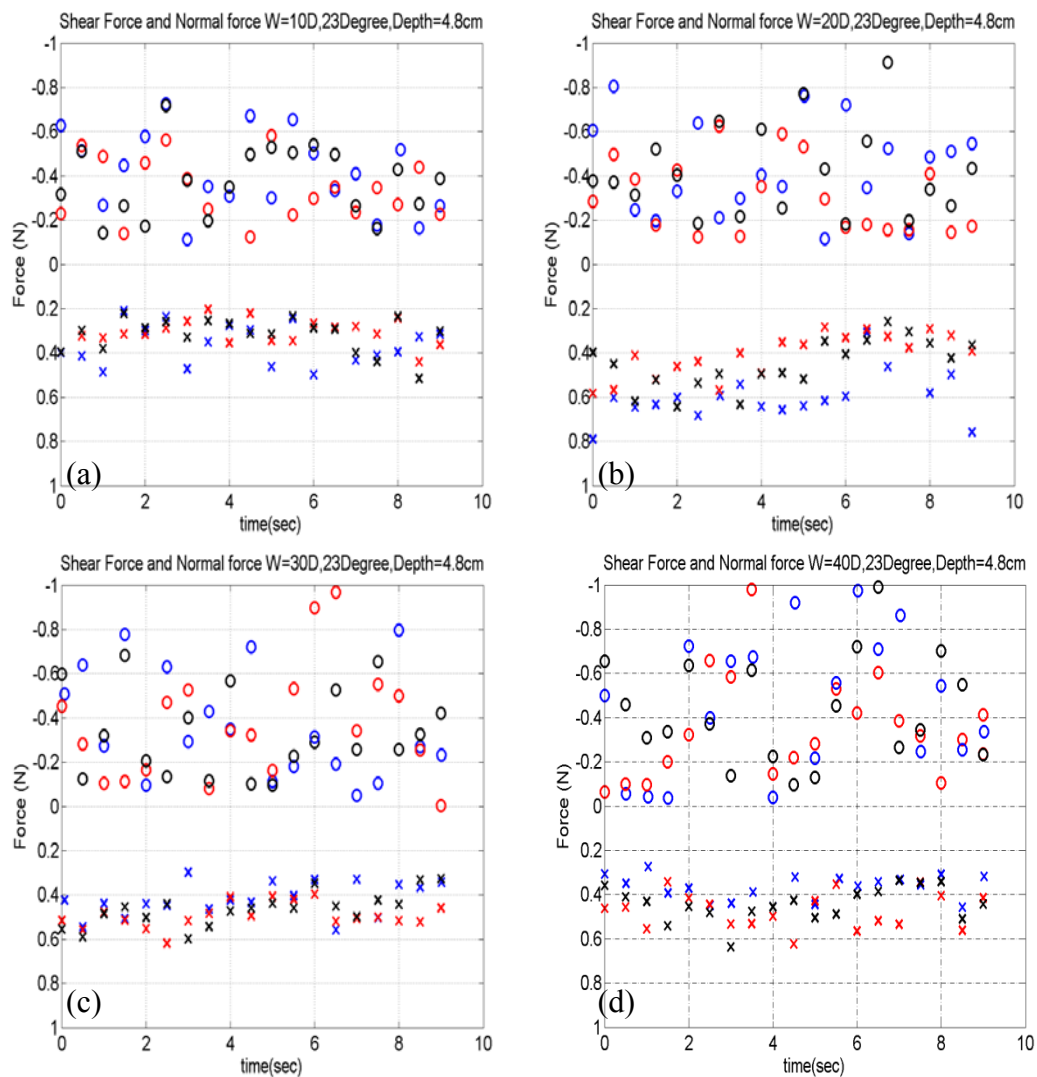 Shear Force and Normal force W=10D,23Degree,Depth=4.8cm
-1
-0.8
-0.6
-0.4
-0.2
0
0.2
0.4
0.6
0.8
1
Force (N)
(a)
0 2 4 6 8 10
time(sec)
Shear Force and Normal force W=20D,23Degree,Depth=4.8cm
-1
-0.8
-0.6
-0.4
-0.2
0
0.2
0.4
0.6
0.8
1
Force (N)
(b)
0 2 4 6 8 10
time(sec)
Shear Force and Normal force W=30D,23Degree,Depth=4.8cm
-1
-0.8
-0.6
-0.4
-0.2
0
0.2
0.4
0.6
0.8
1
Force (N)
(c)
0 2 4 6 8 10
time(sec)
Shear Force and Normal force W=40D,23Degree,Depth=4.8cm
-1
-0.8
-0.6
-0.4
-0.2
0
0.2
0.4
0.6
0.8
1
Force (N)
(d)
0 2 4 6 8 10
time(sec)